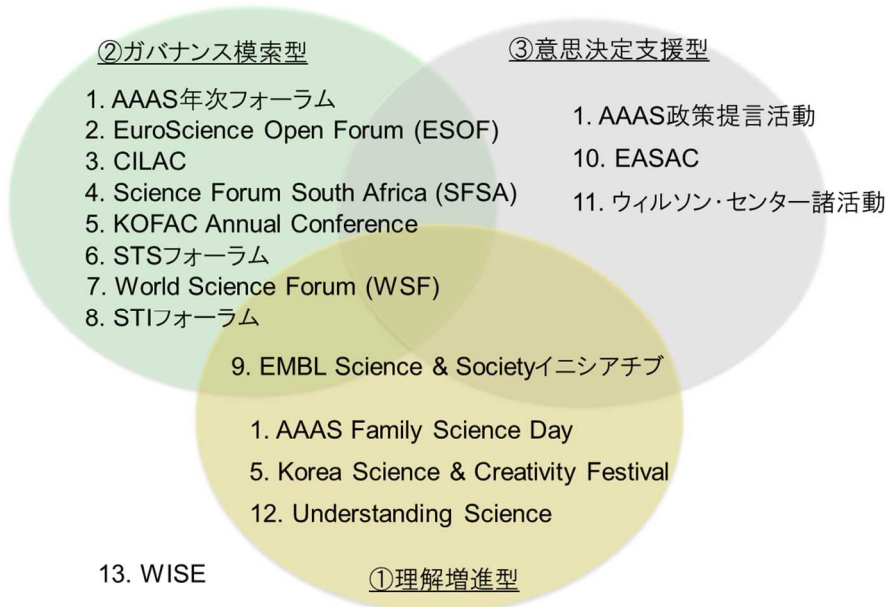 ②ガバナンス模索型
1. AAAS年次フォーラム
2. EuroScience Open Forum (ESOF)
3. CILAC
4. Science Forum South Africa (SFSA)
5. KOFAC Annual Conference
6. STSフォーラム
7. World Science Forum (WSF)
8. STIフォーラム
③意思決定支援型
1. AAAS政策提言活動
10. EASAC
11. ウィルソン・センター諸活動
9. EMBL Science & Societyイニシアチブ
1. AAAS Family Science Day
5. Korea Science & Creativity Festival
12. Understanding Science
①理解増進型
13. WISE